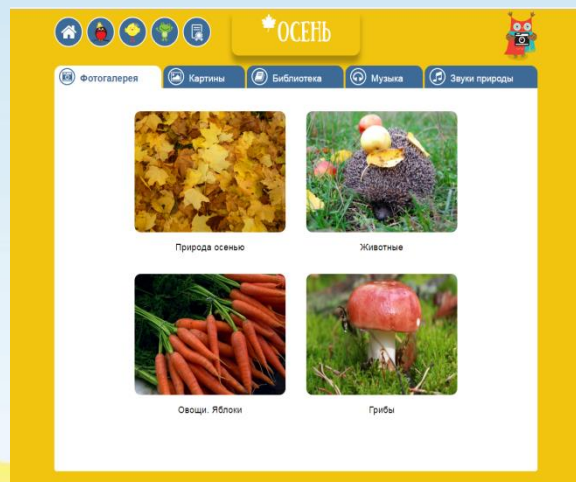 ОСЕНЬ
Фотогалерея Картины Библиотека Музыка Звуки природы
Природа осенью Животные
Овощи. Яблоки Грибы